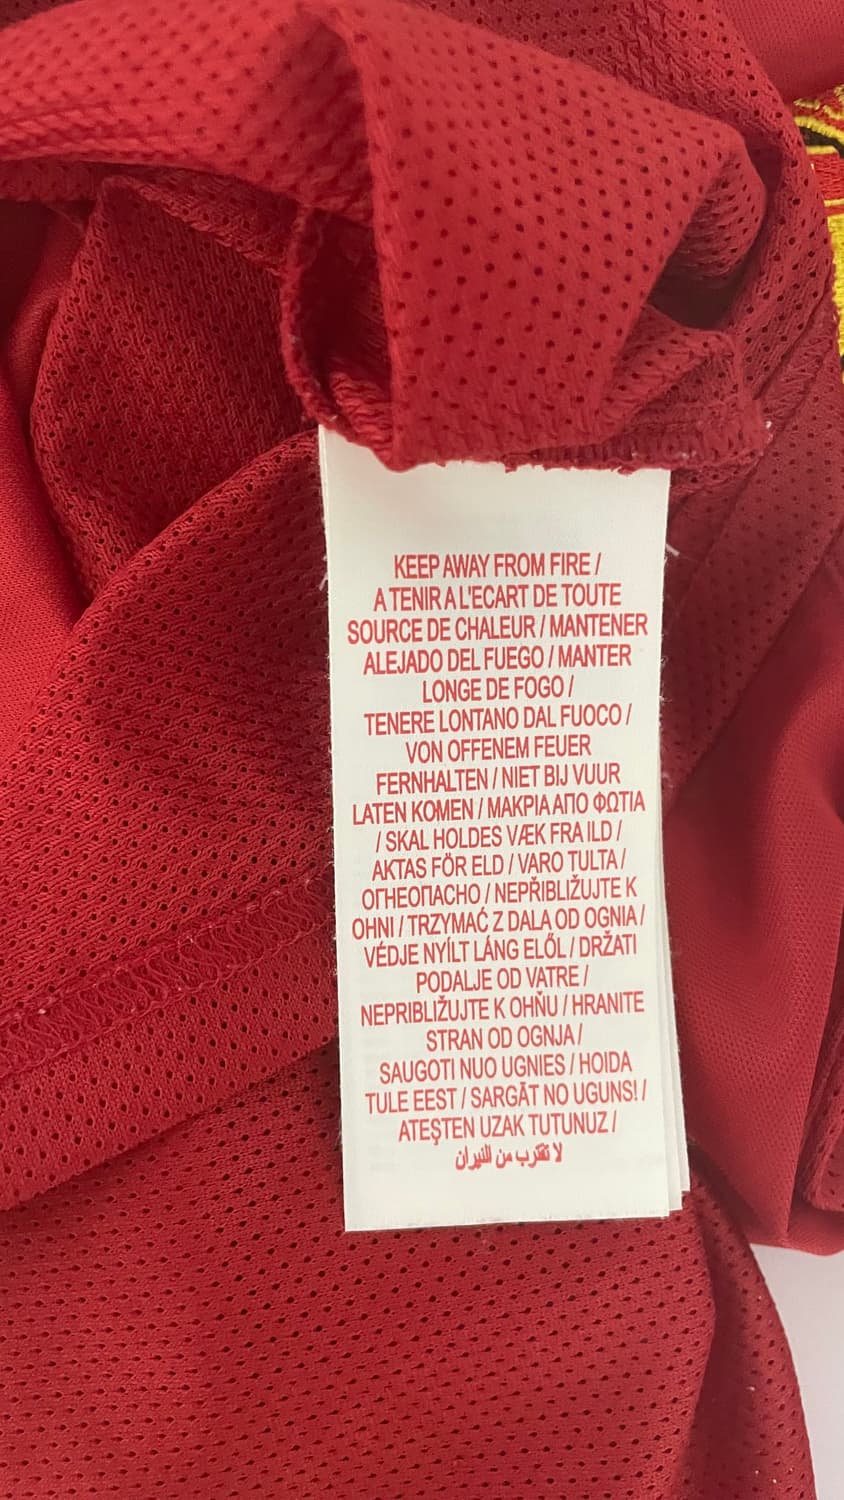 KEEP AWAY FROM FIRE /
A TENIR A L'ECART DE TOUTE
SOURCE DE CHALEUR / MANTENER
ALEJADO DEL FUEGO / MANTER
LONGE DE FOGO /
TENERE LONTANO DAL FUOCO /
VON OFFENEM FEUER
FERNHALTEN / NIET BIJ VUUR
LATEN KOMEN / ΜΑΚΡΙΑ ΑΠΟ ΦΩΤΙΑ
/ SKAL HOLDES VÆK FRA ILD /
AKTAS FÖR ELD / VARO TULTA /
ОГНЕОПАСНО / NEPŘIBLIŽUJTE K
OHNI / TRZYMAĆ Z DALA OD OGNIA /
VÉDJE NYÍLT LÁNG ELŐL / DRŽATI
PODALJE OD VATRE /
NEPRIBLIŽUJTE K OHŇU / HRANITE
STRAN OD OGNJA /
SAUGOTI NUO UGNIES / HOIDA
TULE EEST / SARGĀT NO UGUNS! /
ATEŞTEN UZAK TUTUNUZ /
لا تقترب من النيران